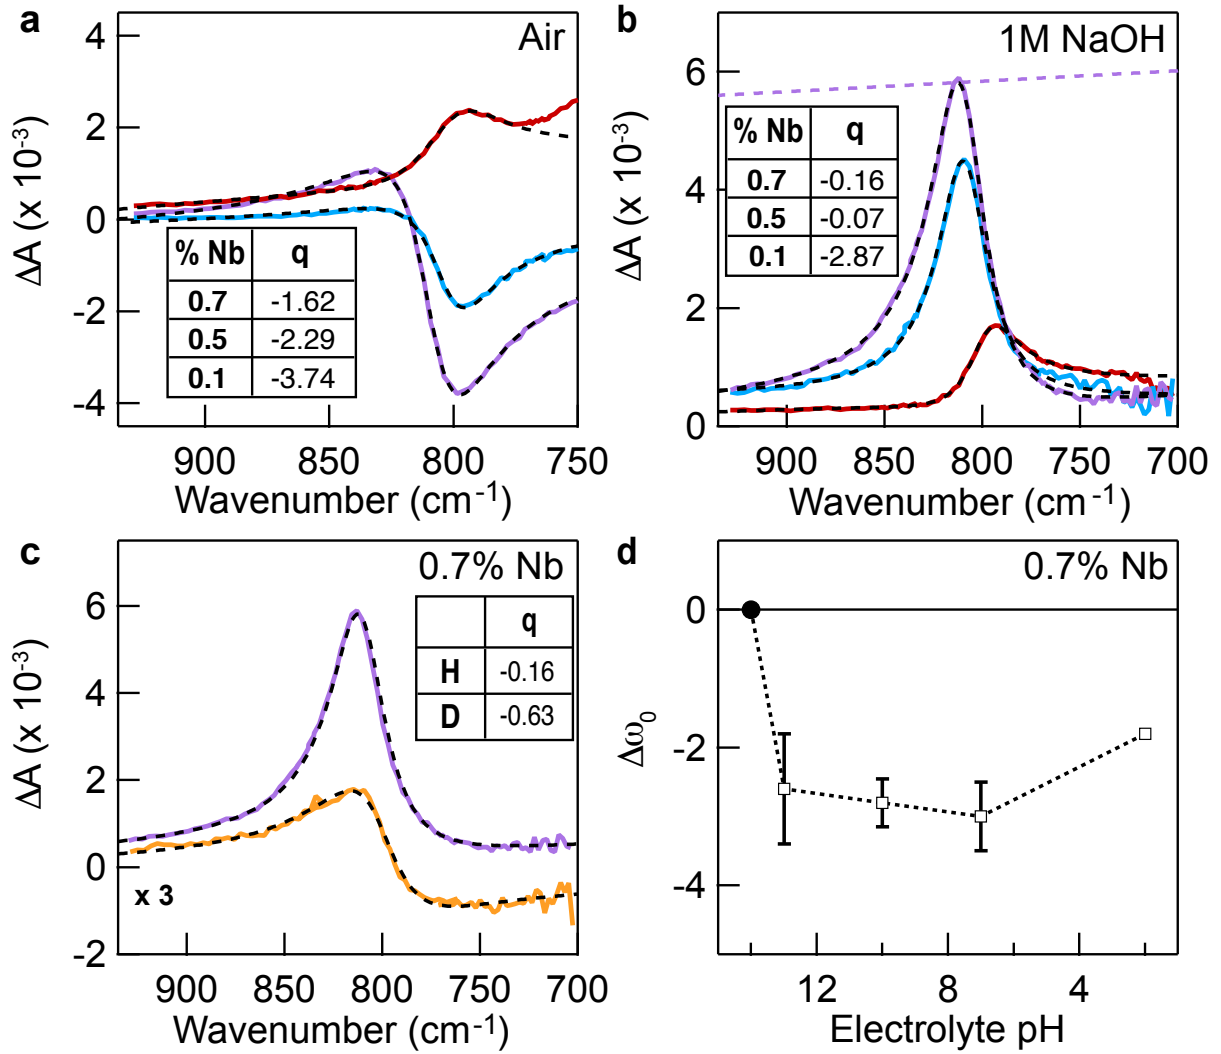 a
Air
4
2
0
-2
-4
ΔA (x 10⁻³)
% Nb q
0.7 -1.62
0.5 -2.29
0.1 -3.74
900 850 800 750
Wavenumber (cm⁻¹)
b
1M NaOH
6
4
2
0
ΔA (x 10⁻³)
% Nb q
0.7 -0.16
0.5 -0.07
0.1 -2.87
900 800 700
Wavenumber (cm⁻¹)
c
0.7% Nb
6
4
2
0
-2
ΔA (x 10⁻³)
q
H -0.16
D -0.63
x 3
900 850 800 750 700
Wavenumber (cm⁻¹)
d
0.7% Nb
0
-2
-4
Δω₀
12 8 4
Electrolyte pH